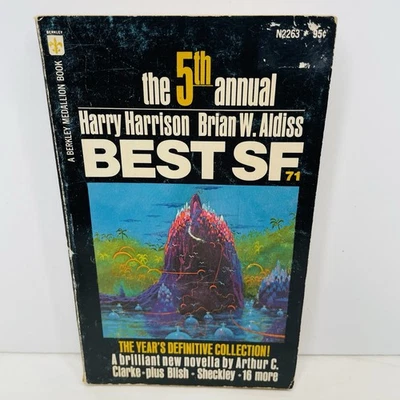 BERKLEY
N2263
95¢
A BERKLEY MEDALLION BOOK
the 5th annual
Harry Harrison Brian W. Aldiss
BEST SF
71
THE YEAR'S DEFINITIVE COLLECTION!
A brilliant new novella by Arthur C.
Clarke-plus Blish · Sheckley · 16 more